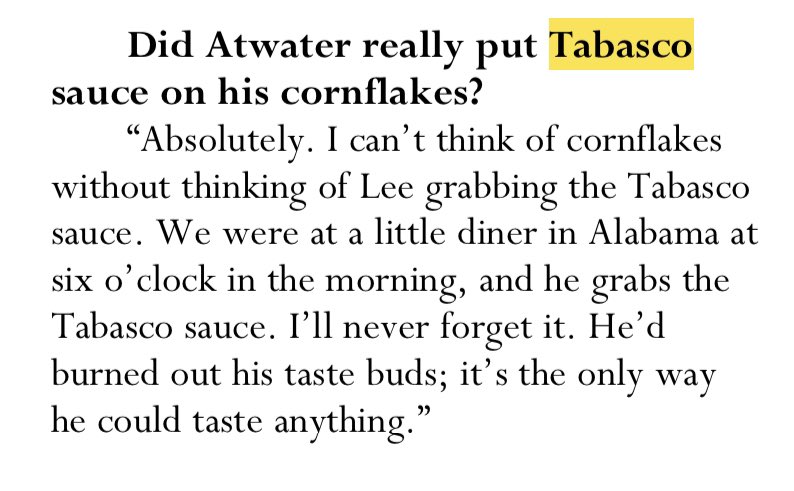 Did Atwater really put Tabasco
sauce on his cornflakes?
“Absolutely. I can’t think of cornflakes
without thinking of Lee grabbing the Tabasco
sauce. We were at a little diner in Alabama at
six o’clock in the morning, and he grabs the
Tabasco sauce. I’ll never forget it. He’d
burned out his taste buds; it’s the only way
he could taste anything.”